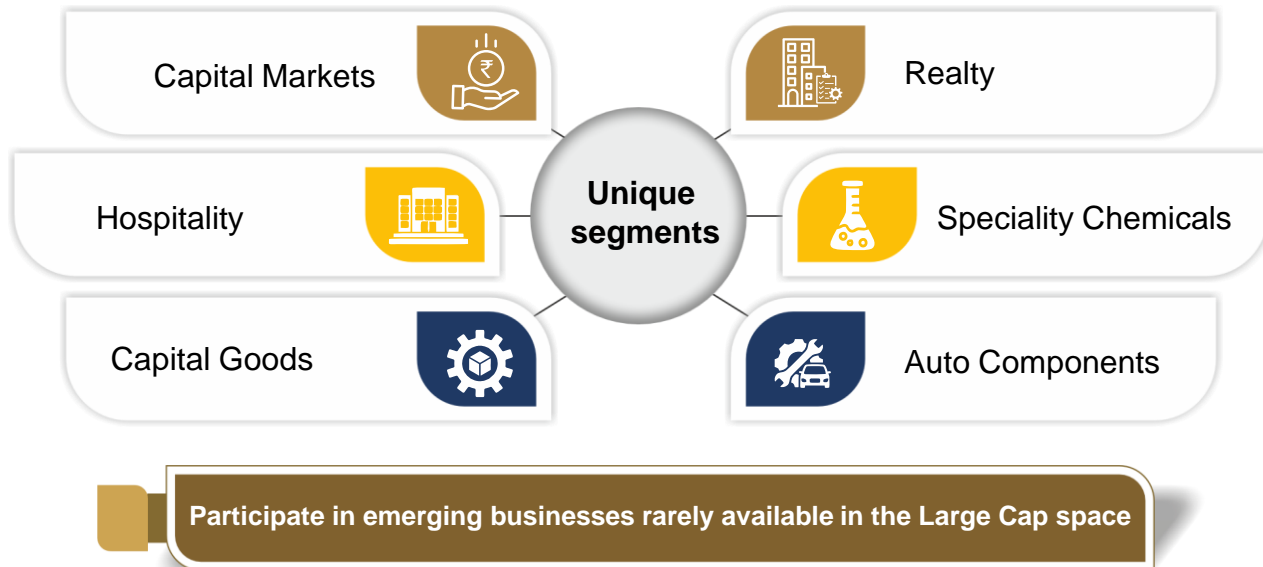 Capital Markets
Realty
Hospitality
Unique
segments
Speciality Chemicals
Capital Goods
Auto Components
₹
Participate in emerging businesses rarely available in the Large Cap space